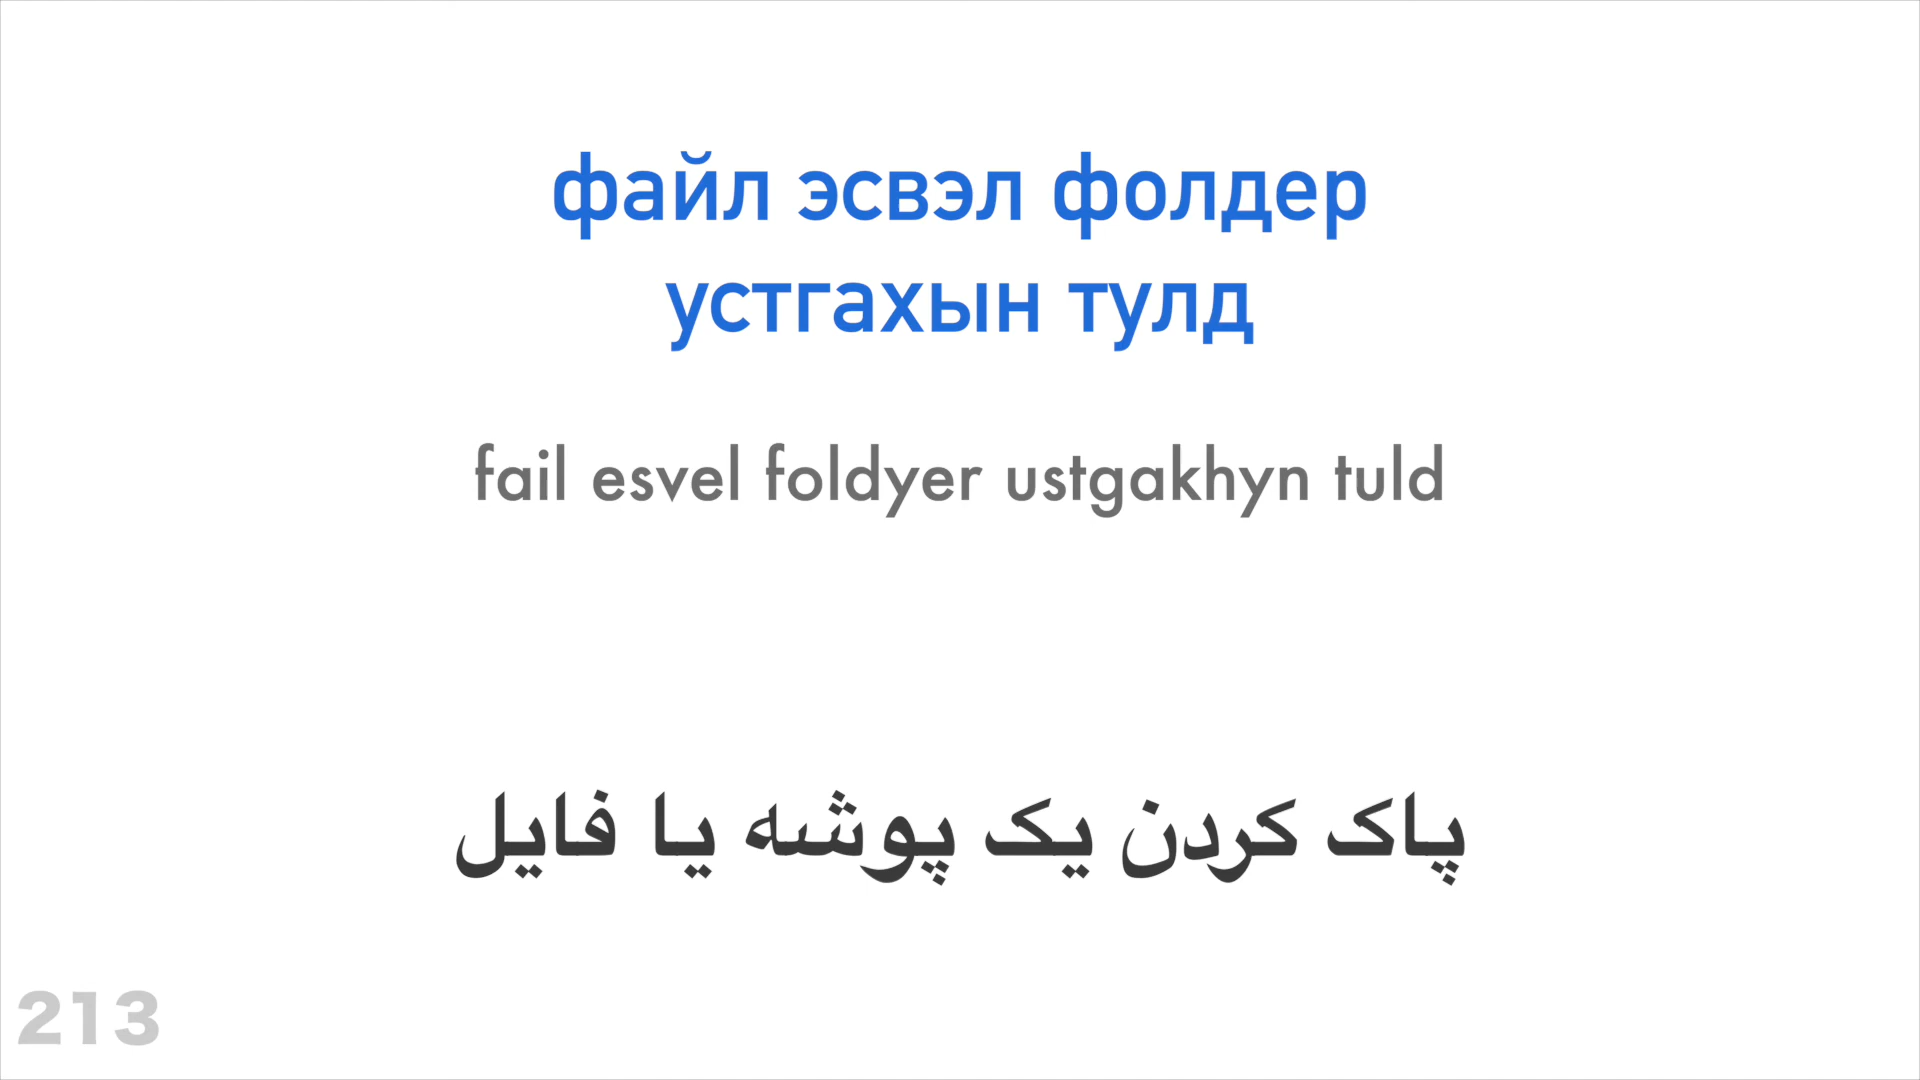 файл эсвэл фолдер
устгахын тулд
fail esvel foldyer ustgakhyn tuld
پاک کردن یک پوشه یا فایل
213